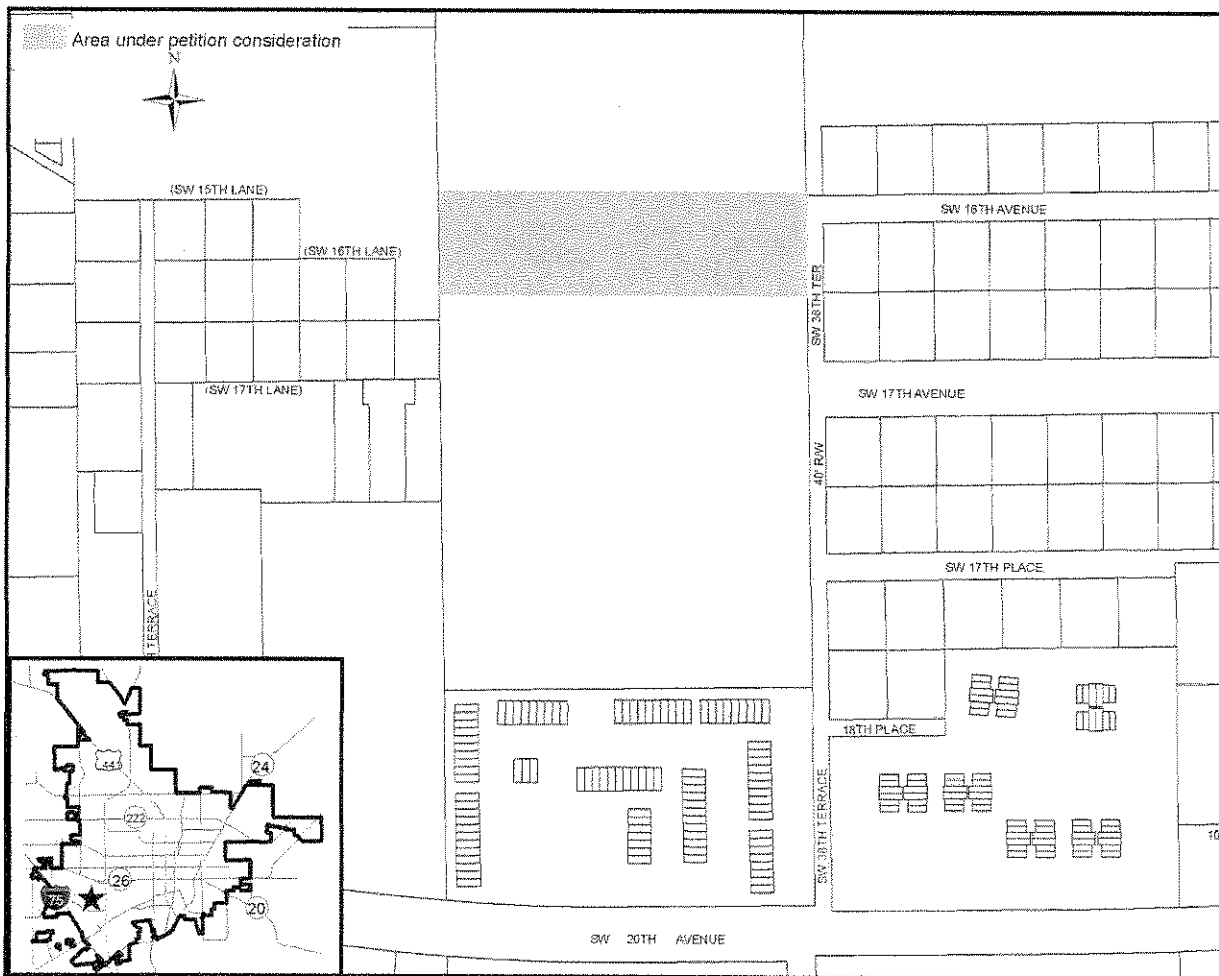 Area under petition consideration
N
(SW 15TH LANE)
(SW 16TH LANE)
SW 16TH AVENUE
SW 38TH TER
(SW 17TH LANE)
SW 17TH AVENUE
40' R/W
SW 17TH PLACE
H TERRACE
18TH PLACE
SW 38TH TERRACE
10
441
24
222
26
20
SW 20TH AVENUE